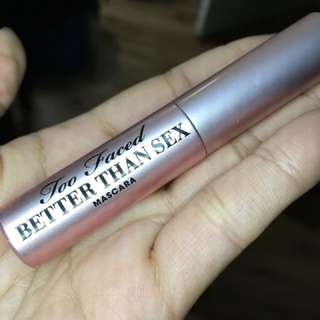 Too Faced
BETTER THAN SEX
MASCARA